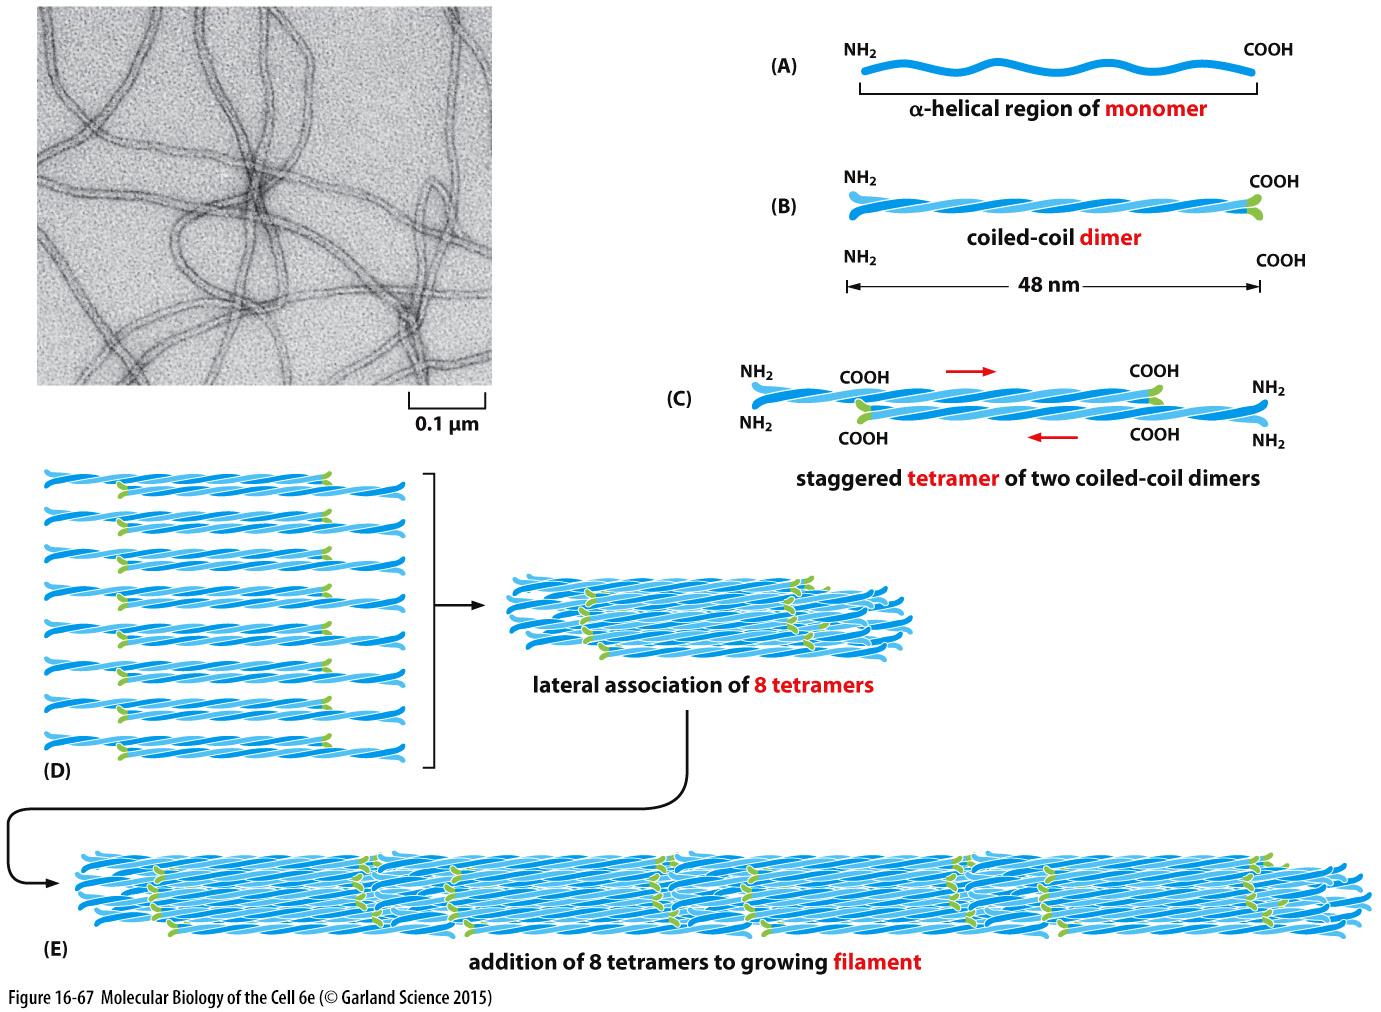 NH2 COOH
(A)
α-helical region of monomer
NH2 COOH
(B)
coiled-coil dimer
NH2 COOH
48 nm
0.1 μm
NH2 COOH COOH NH2
(C)
NH2 COOH COOH NH2
staggered tetramer of two coiled-coil dimers
(D)
lateral association of 8 tetramers
(E)
addition of 8 tetramers to growing filament
Figure 16-67 Molecular Biology of the Cell 6e (© Garland Science 2015)